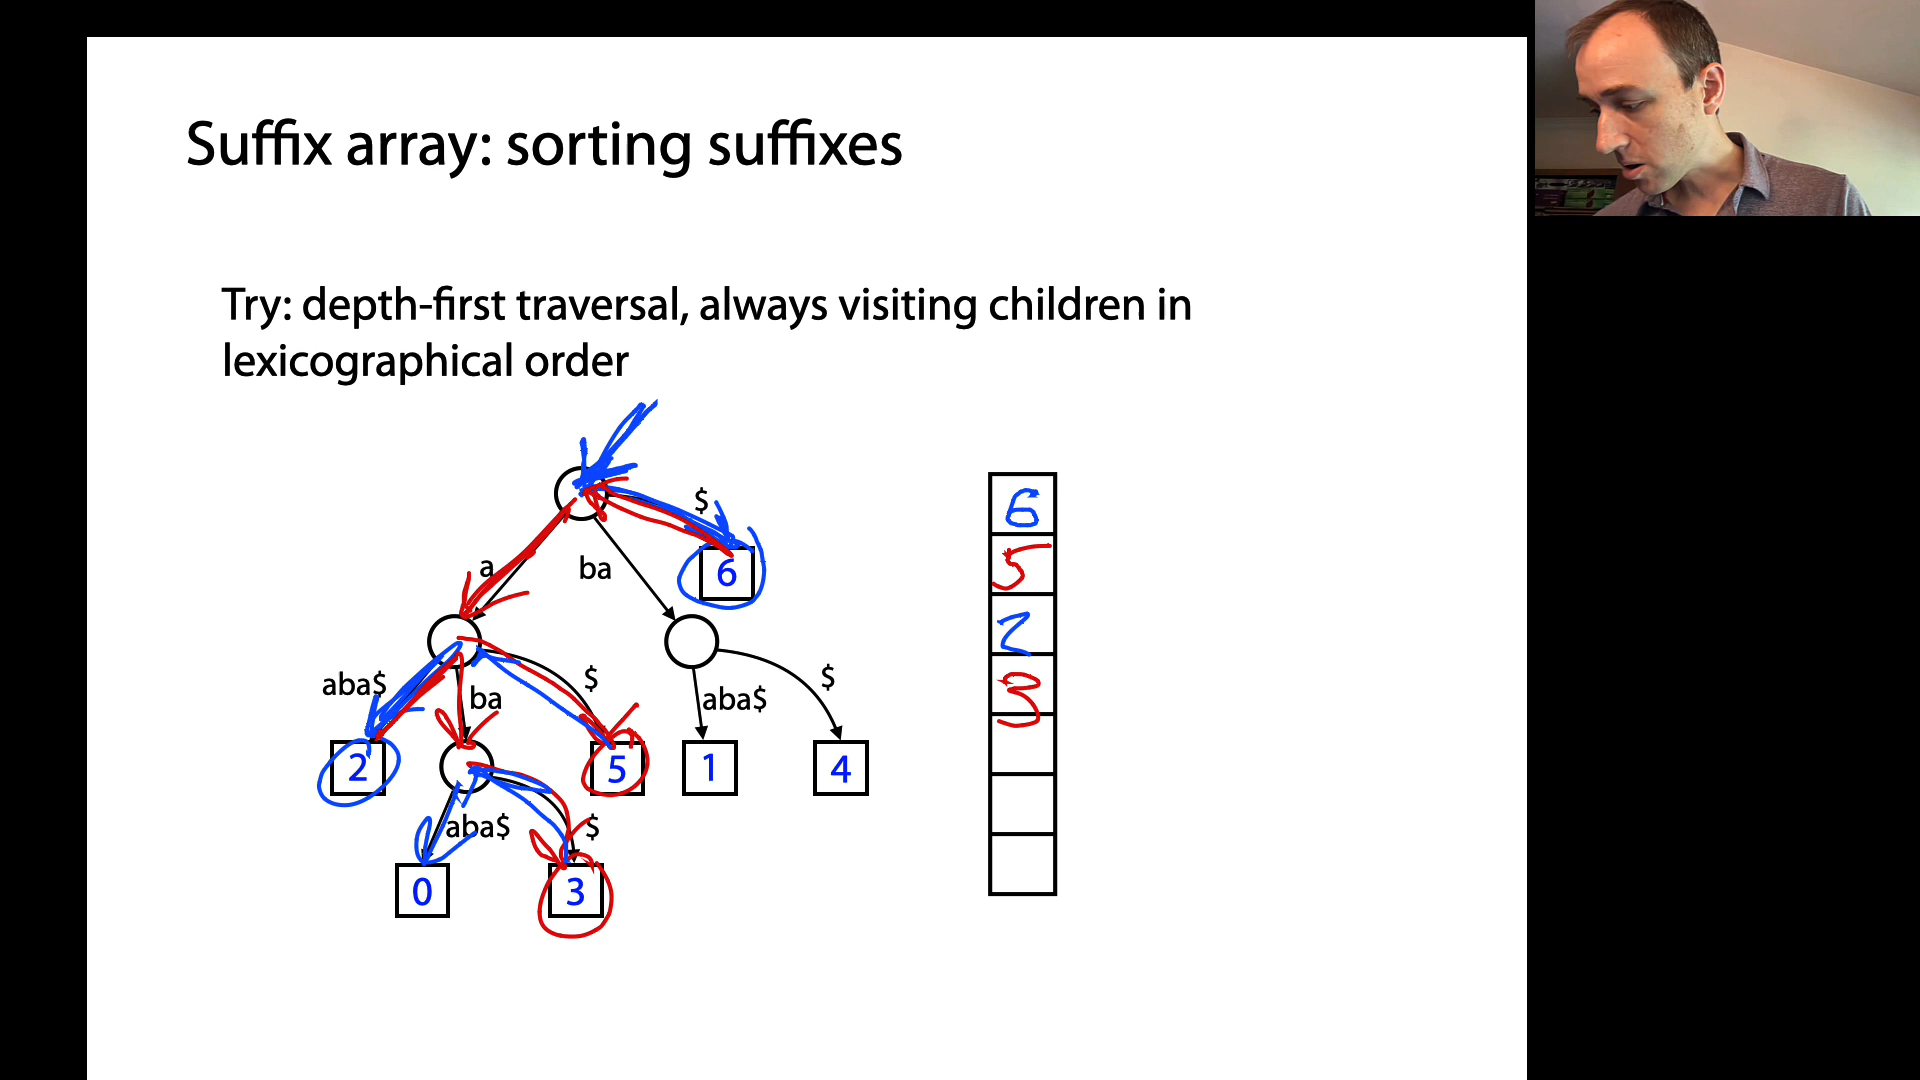 Suffix array: sorting suffixes
Try: depth-first traversal, always visiting children in
lexicographical order
$
a
ba
6
aba$
ba
$
aba$
$
2
5
1
4
aba$
$
0
3
6
5
2
3